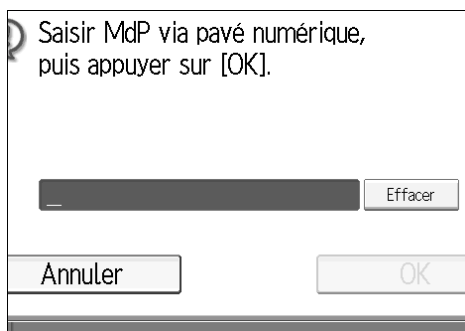 Saisir MdP via pavé numérique,
puis appuyer sur [OK].
_
Effacer
Annuler
OK